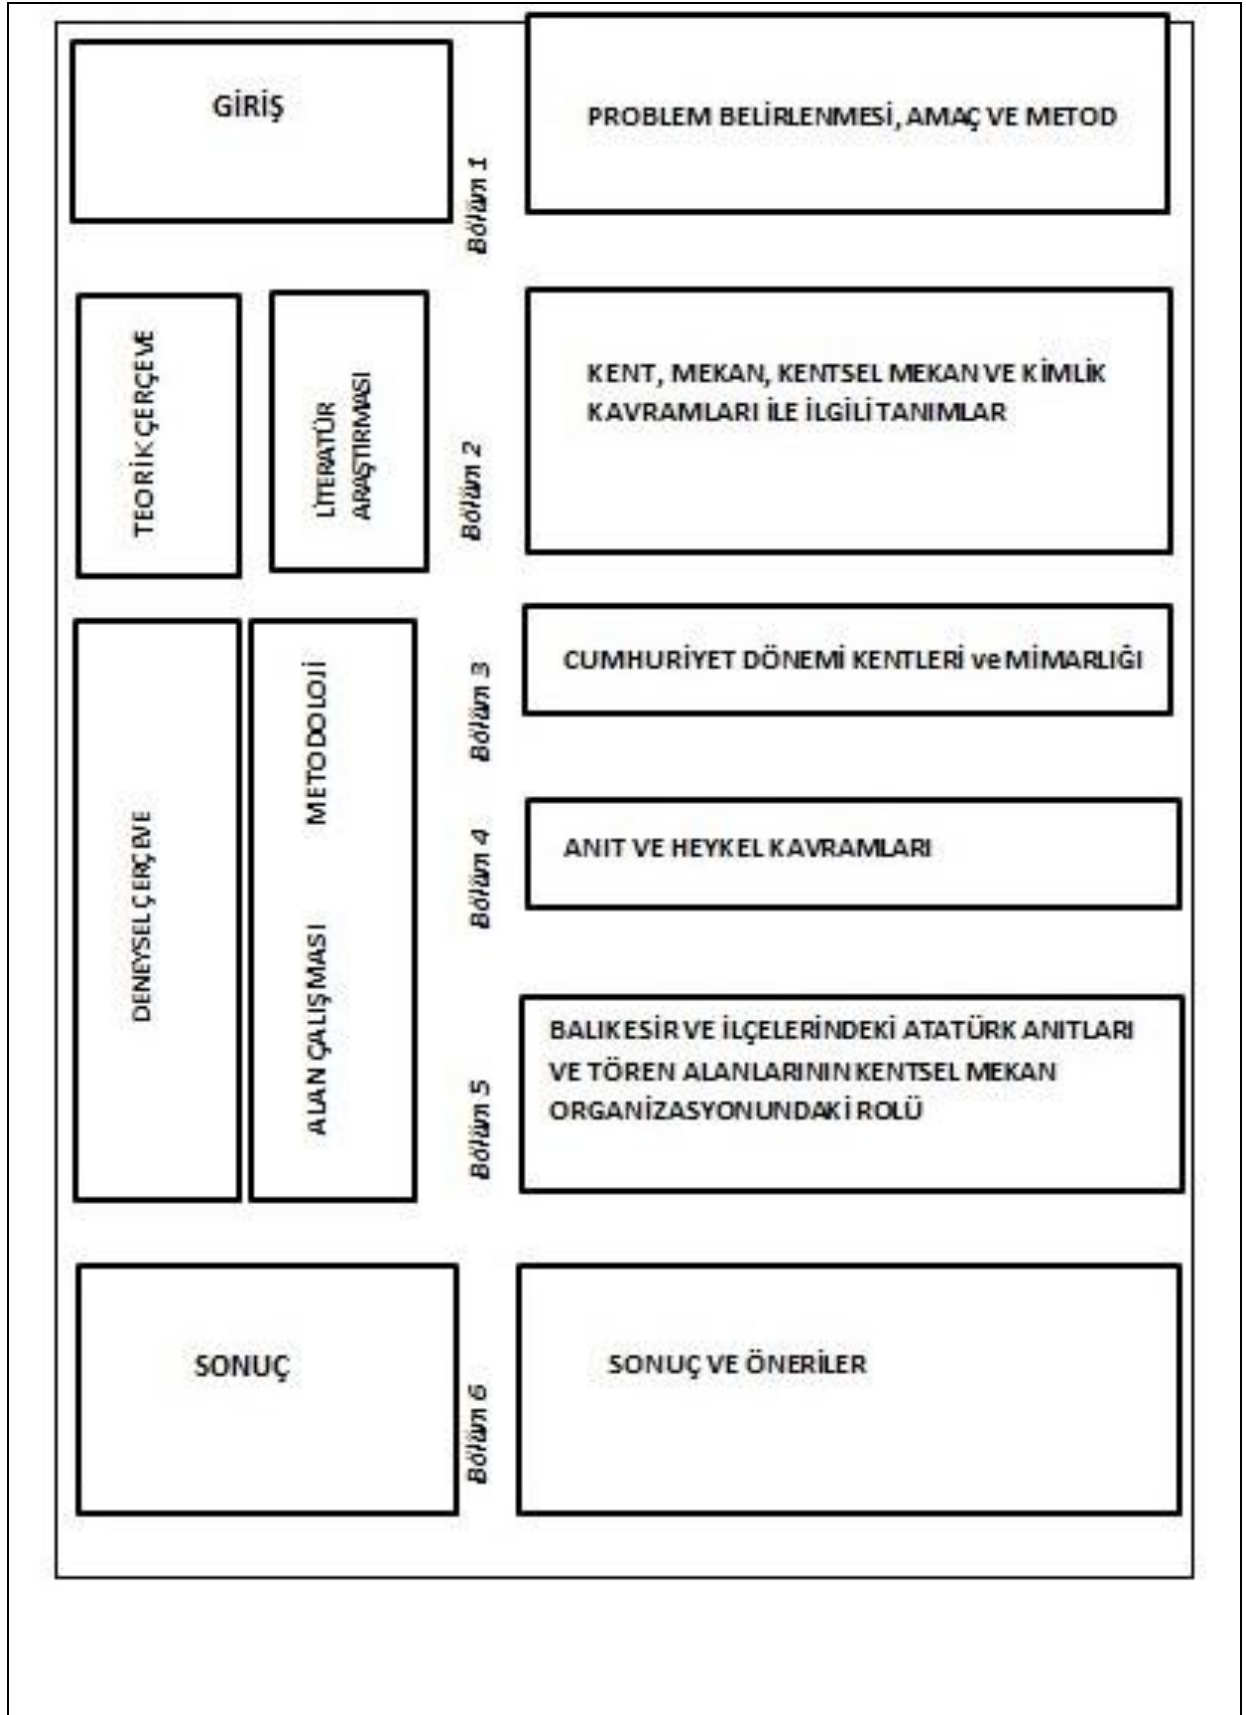 GİRİŞ
Bölüm 1
PROBLEM BELİRLENMESİ, AMAÇ VE METOD
TEORİK ÇERÇEVE
LİTERATÜR
ARAŞTIRMASI
Bölüm 2
KENT, MEKAN, KENTSEL MEKAN VE KİMLİK
KAVRAMLARI İLE İLGİLİ TANIMLAR
DENEYSEL ÇERÇEVE
ALAN ÇALIŞMASI METODOLOJİ
Bölüm 3
CUMHURİYET DÖNEMİ KENTLERİ ve MİMARLIĞI
Bölüm 4
ANIT VE HEYKEL KAVRAMLARI
Bölüm 5
BALIKESİR VE İLÇELERİNDEKİ ATATÜRK ANITLARI
VE TÖREN ALANLARININ KENTSEL MEKAN
ORGANİZASYONUNDAKİ ROLÜ
SONUÇ
Bölüm 6
SONUÇ VE ÖNERİLER